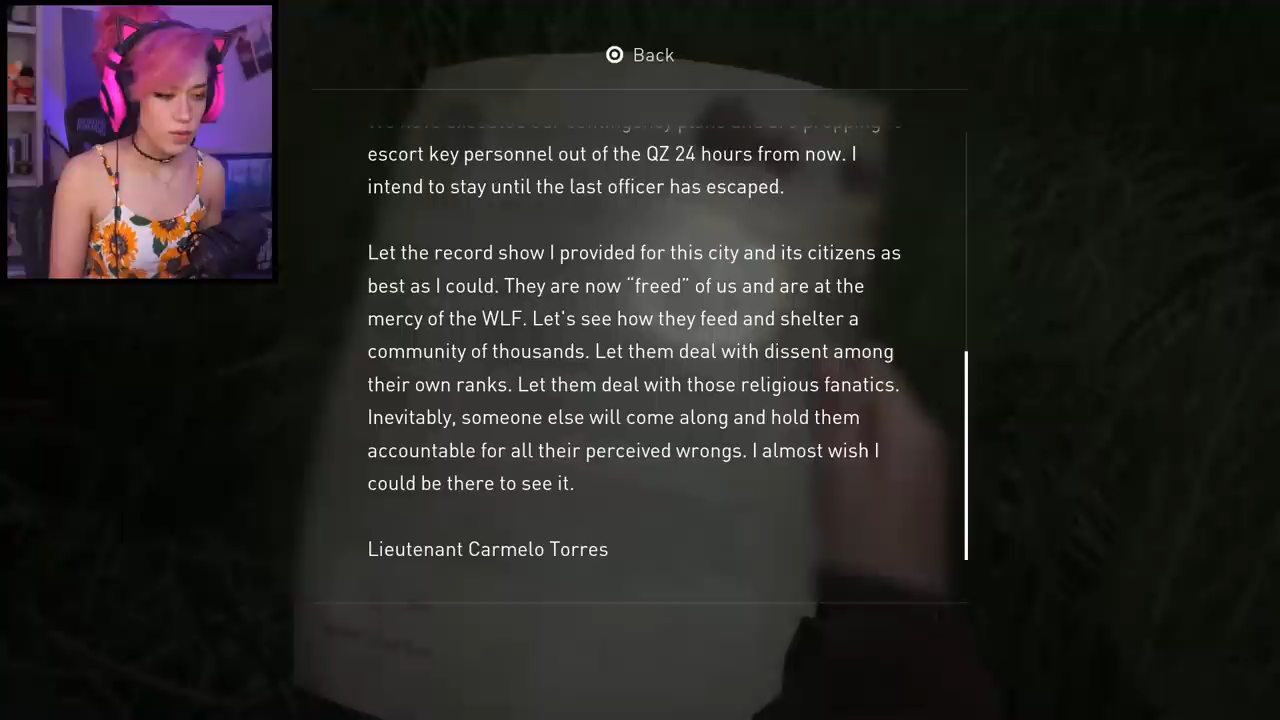 Back
escort key personnel out of the QZ 24 hours from now. I
intend to stay until the last officer has escaped.
Let the record show I provided for this city and its citizens as
best as I could. They are now “freed” of us and are at the
mercy of the WLF. Let's see how they feed and shelter a
community of thousands. Let them deal with dissent among
their own ranks. Let them deal with those religious fanatics.
Inevitably, someone else will come along and hold them
accountable for all their perceived wrongs. I almost wish I
could be there to see it.
Lieutenant Carmelo Torres